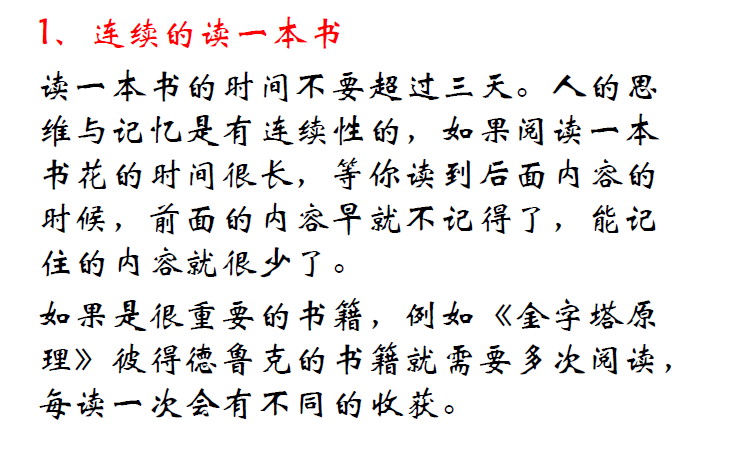 1、连续的读一本书
读一本书的时间不要超过三天。人的思
维与记忆是有连续性的，如果阅读一本
书花的时间很长，等你读到后面内容的
时候，前面的内容早就不记得了，能记
住的内容就很少了。
如果是很重要的书籍，例如《金字塔原
理》彼得德鲁克的书籍就需要多次阅读，
每读一次会有不同的收获。